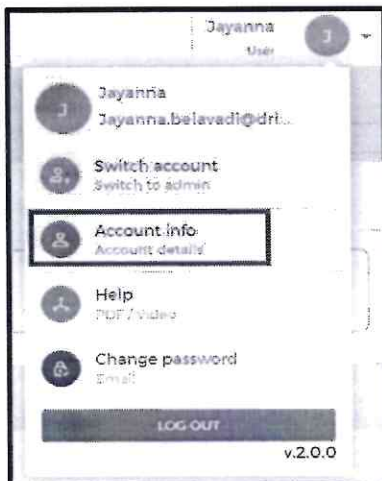 Jayanna
User
J
J
Jayanna
Jayanna.belavadi@dri...
Switch account
Switch to admin
Account info
Account details
Help
PDF / Video
Change password
Email
LOG OUT
v.2.0.0